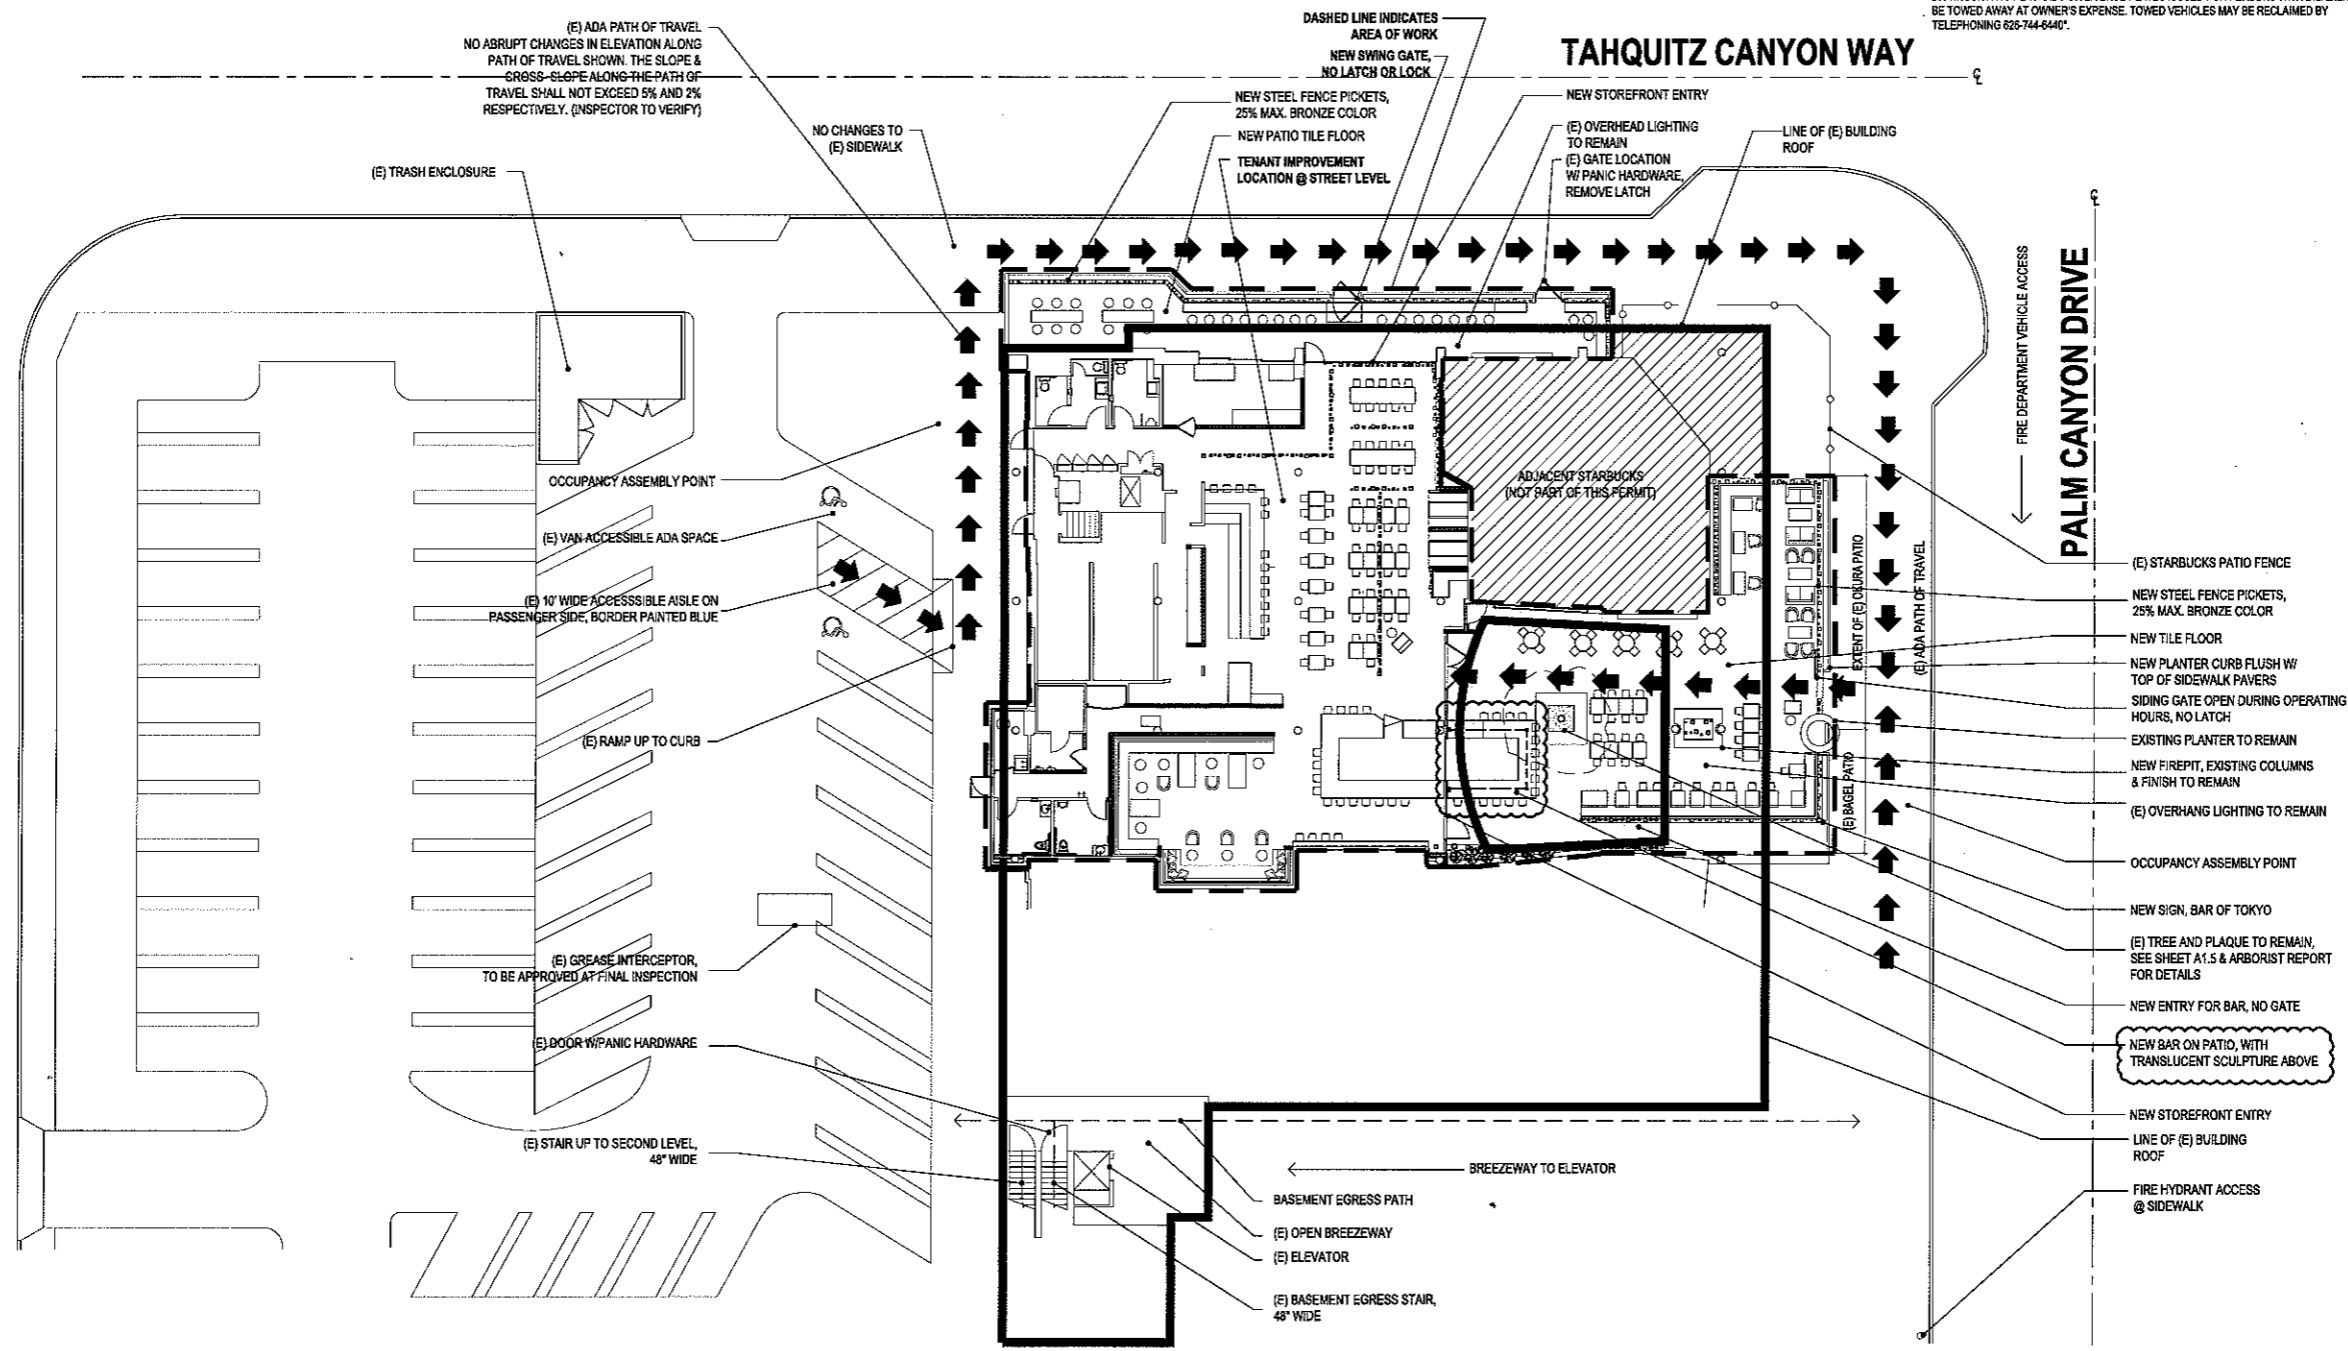 BE TOWED AWAY AT OWNER'S EXPENSE. TOWED VEHICLES MAY BE RECLAIMED BY
TELEPHONING 626-744-6440".
TAHQUITZ CANYON WAY
(E) ADA PATH OF TRAVEL
NO ABRUPT CHANGES IN ELEVATION ALONG
PATH OF TRAVEL SHOWN. THE SLOPE &
CROSS-SLOPE ALONG THE PATH OF
TRAVEL SHALL NOT EXCEED 5% AND 2%
RESPECTIVELY. (INSPECTOR TO VERIFY)
DASHED LINE INDICATES
AREA OF WORK
NEW SWING GATE,
NO LATCH OR LOCK
NEW STEEL FENCE PICKETS,
25% MAX. BRONZE COLOR
NEW PATIO TILE FLOOR
TENANT IMPROVEMENT
LOCATION @ STREET LEVEL
NEW STOREFRONT ENTRY
(E) OVERHEAD LIGHTING
TO REMAIN
(E) GATE LOCATION
W/ PANIC HARDWARE,
REMOVE LATCH
LINE OF (E) BUILDING
ROOF
NO CHANGES TO
(E) SIDEWALK
(E) TRASH ENCLOSURE
OCCUPANCY ASSEMBLY POINT
(E) VAN ACCESSIBLE ADA SPACE
(E) 10' WIDE ACCESSSIBLE AISLE ON
PASSENGER SIDE, BORDER PAINTED BLUE
(E) RAMP UP TO CURB
(E) GREASE INTERCEPTOR,
TO BE APPROVED AT FINAL INSPECTION
(E) DOOR W/PANIC HARDWARE
(E) STAIR UP TO SECOND LEVEL,
48" WIDE
ADJACENT STARBUCKS
(NOT PART OF THIS PERMIT)
EXTENT OF (E) OKURA PATIO
(E) BAGEL PATIO
(E) ADA PATH OF TRAVEL
FIRE DEPARTMENT VEHICLE ACCESS
PALM CANYON DRIVE
(E) STARBUCKS PATIO FENCE
NEW STEEL FENCE PICKETS,
25% MAX. BRONZE COLOR
NEW TILE FLOOR
NEW PLANTER CURB FLUSH W/
TOP OF SIDEWALK PAVERS
SIDING GATE OPEN DURING OPERATING
HOURS, NO LATCH
EXISTING PLANTER TO REMAIN
NEW FIREPIT, EXISTING COLUMNS
& FINISH TO REMAIN
(E) OVERHANG LIGHTING TO REMAIN
OCCUPANCY ASSEMBLY POINT
NEW SIGN, BAR OF TOKYO
(E) TREE AND PLAQUE TO REMAIN,
SEE SHEET A1.5 & ARBORIST REPORT
FOR DETAILS
NEW ENTRY FOR BAR, NO GATE
NEW BAR ON PATIO, WITH
TRANSLUCENT SCULPTURE ABOVE
NEW STOREFRONT ENTRY
LINE OF (E) BUILDING
ROOF
FIRE HYDRANT ACCESS
@ SIDEWALK
BREEZEWAY TO ELEVATOR
BASEMENT EGRESS PATH
(E) OPEN BREEZEWAY
(E) ELEVATOR
(E) BASEMENT EGRESS STAIR,
48" WIDE